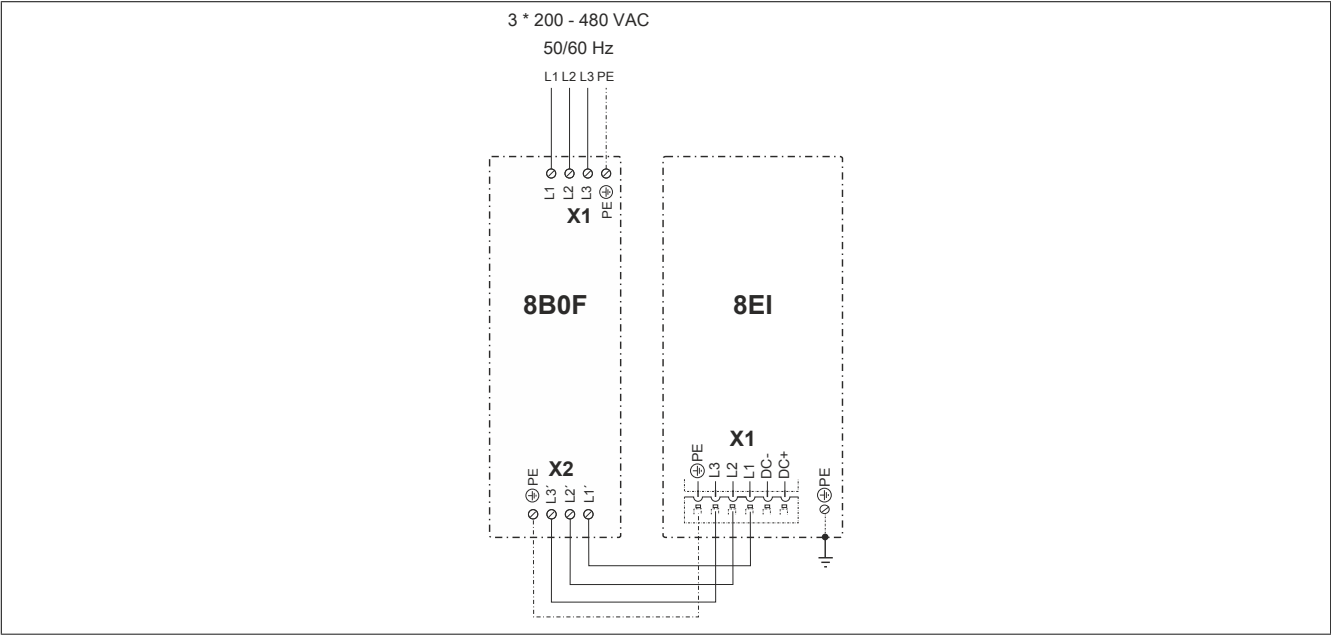 3 * 200 - 480 VAC
50/60 Hz
L1 L2 L3 PE
L1
L2
L3
PE
X1
8B0F
8EI
X1
PE
L3
L2
L1
DC-
DC+
PE
X2
PE
L3´
L2´
L1´